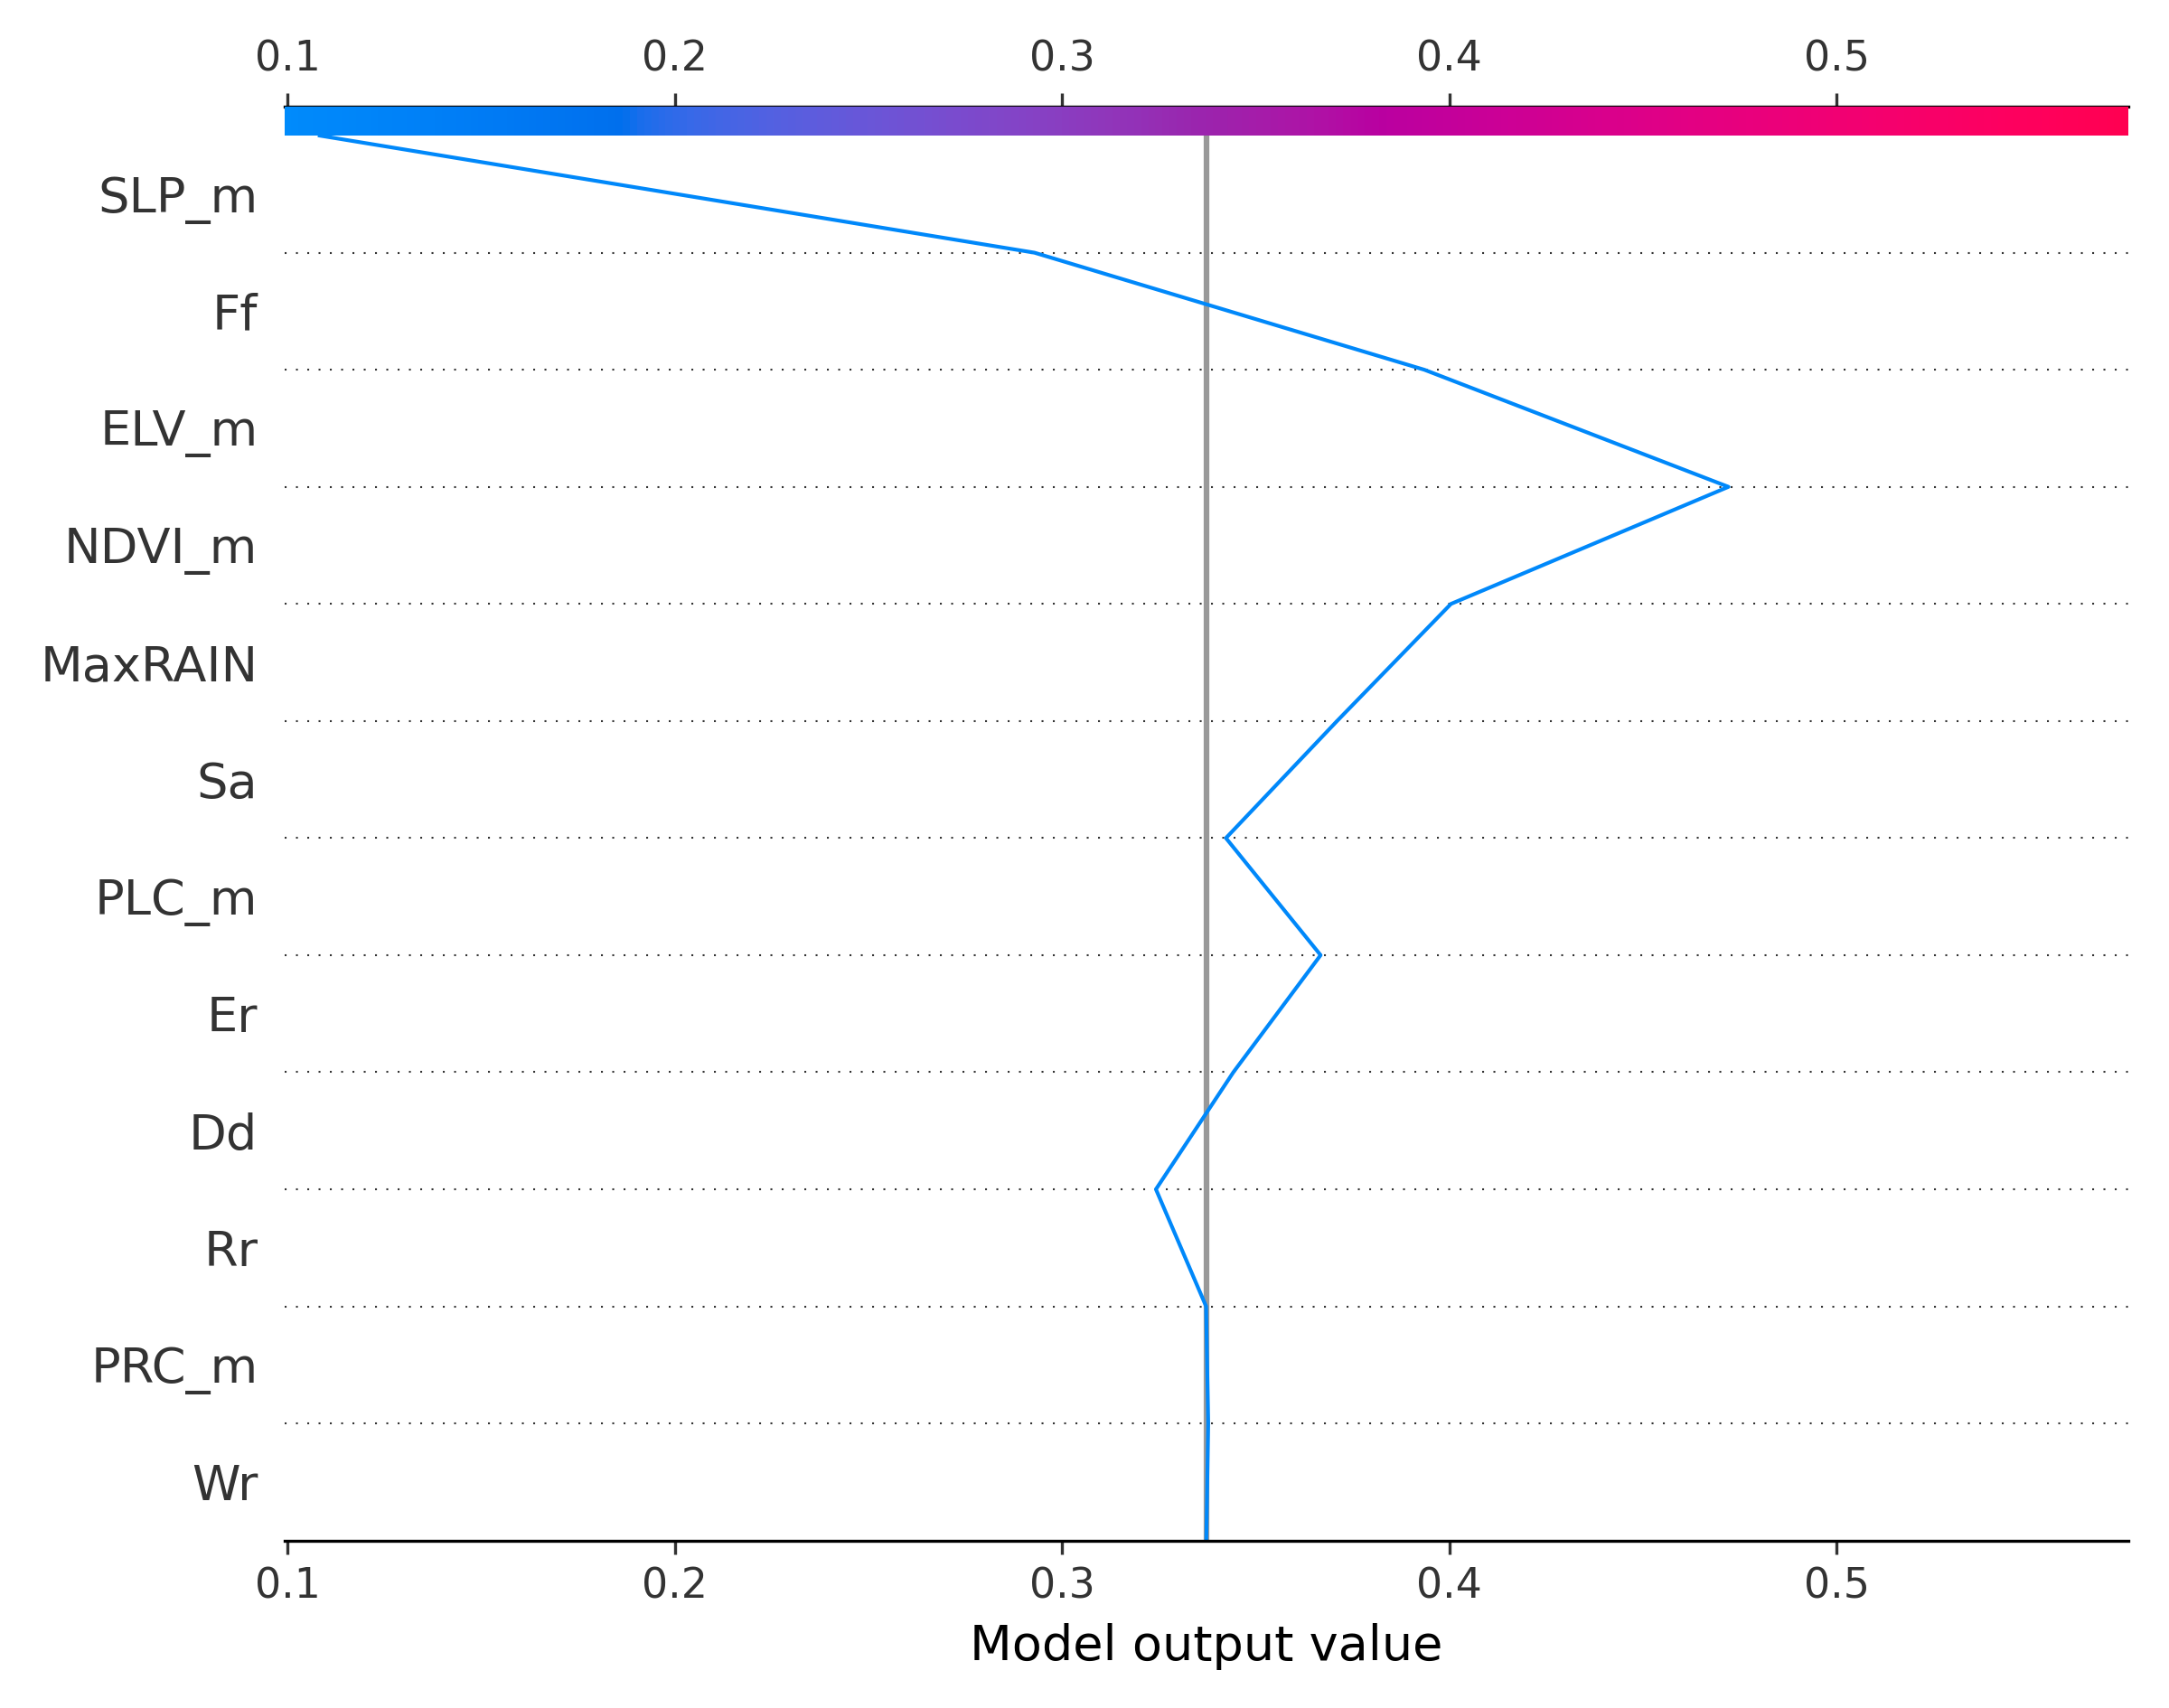 0.1 0.2 0.3 0.4 0.5
SLP_m
Ff
ELV_m
NDVI_m
MaxRAIN
Sa
PLC_m
Er
Dd
Rr
PRC_m
Wr
0.1 0.2 0.3 0.4 0.5
Model output value